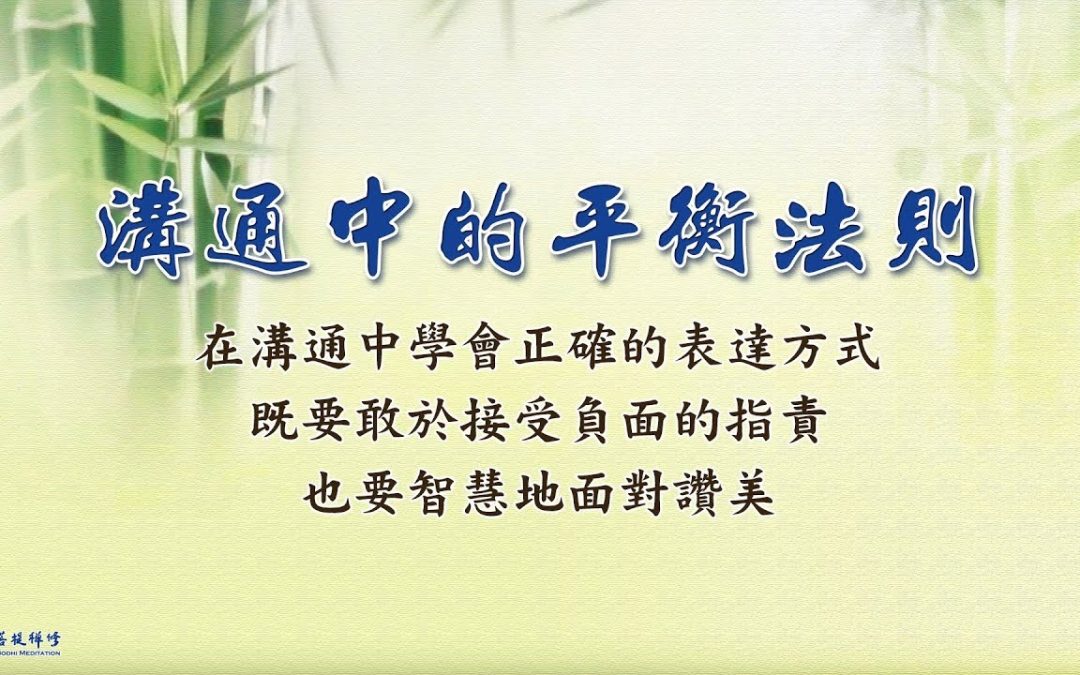 溝通中的平衡法則
在溝通中學會正確的表達方式
既要敢於接受負面的指責
也要智慧地面對讚美
菩提禪修
BODHI MEDITATION